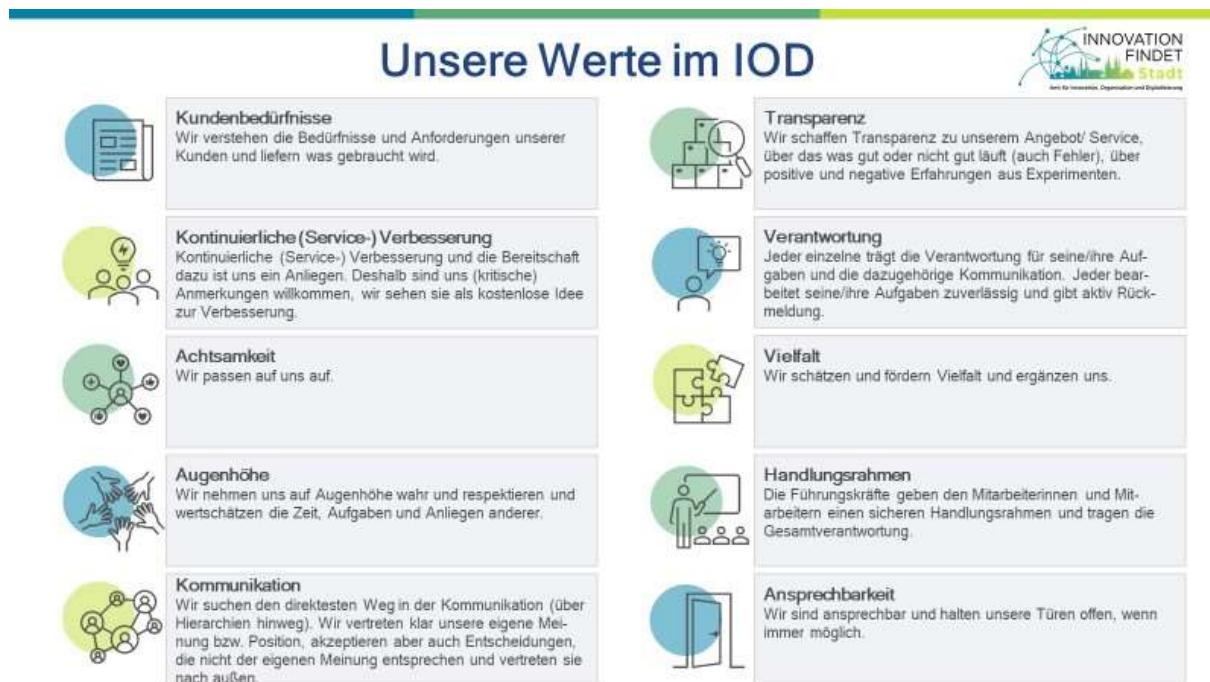 Unsere Werte im IOD
INNOVATION
FINDET
Stadt
Amt für Innovation, Organisation und Digitalisierung
Kundenbedürfnisse
Wir verstehen die Bedürfnisse und Anforderungen unserer
Kunden und liefern was gebraucht wird.
Kontinuierliche (Service-) Verbesserung
Kontinuierliche (Service-) Verbesserung und die Bereitschaft
dazu ist uns ein Anliegen. Deshalb sind uns (kritische)
Anmerkungen willkommen, wir sehen sie als kostenlose Idee
zur Verbesserung.
Achtsamkeit
Wir passen auf uns auf.
Augenhöhe
Wir nehmen uns auf Augenhöhe wahr und respektieren und
wertschätzen die Zeit, Aufgaben und Anliegen anderer.
Kommunikation
Wir suchen den direktesten Weg in der Kommunikation (über
Hierarchien hinweg). Wir vertreten klar unsere eigene Mei-
nung bzw. Position, akzeptieren aber auch Entscheidungen,
die nicht der eigenen Meinung entsprechen und vertreten sie
nach außen.
Transparenz
Wir schaffen Transparenz zu unserem Angebot/ Service,
über das was gut oder nicht gut läuft (auch Fehler), über
positive und negative Erfahrungen aus Experimenten.
Verantwortung
Jeder einzelne trägt die Verantwortung für seine/ihre Auf-
gaben und die dazugehörige Kommunikation. Jeder bear-
beitet seine/ihre Aufgaben zuverlässig und gibt aktiv Rück-
meldung.
Vielfalt
Wir schätzen und fördern Vielfalt und ergänzen uns.
Handlungsrahmen
Die Führungskräfte geben den Mitarbeiterinnen und Mit-
arbeitern einen sicheren Handlungsrahmen und tragen die
Gesamtverantwortung.
Ansprechbarkeit
Wir sind ansprechbar und halten unsere Türen offen, wenn
immer möglich.